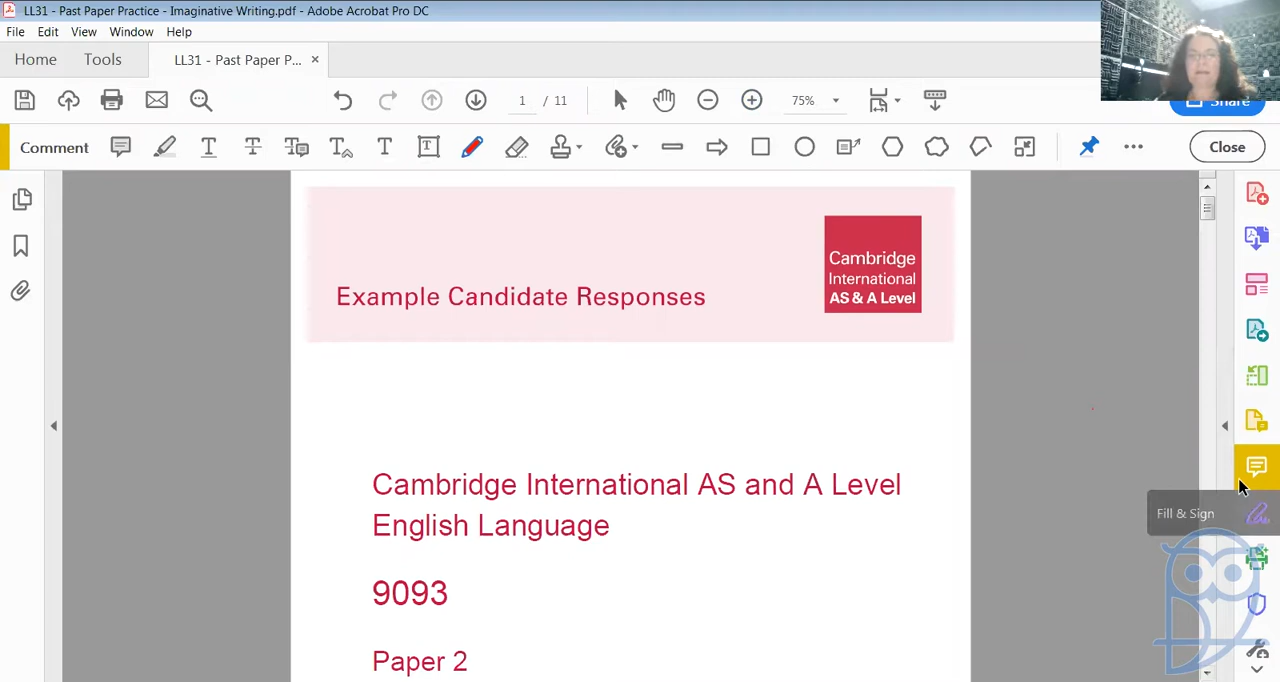 LL31 - Past Paper Practice - Imaginative Writing.pdf - Adobe Acrobat Pro DC
File Edit View Window Help
Home Tools LL31 - Past Paper P... ×
1 / 11 75%
Share
Comment
Close
Example Candidate Responses
Cambridge
International
AS & A Level
Cambridge International AS and A Level
English Language
9093
Paper 2
Fill & Sign